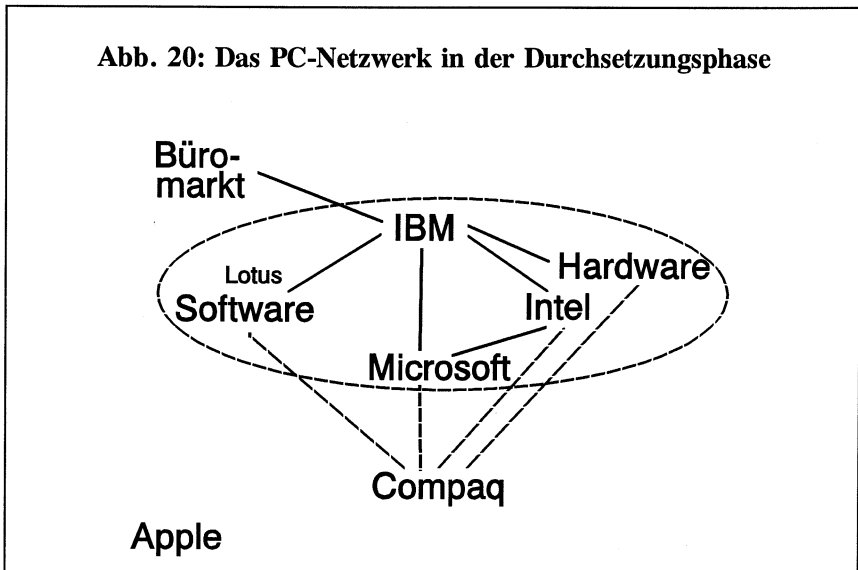 Abb. 20: Das PC-Netzwerk in der Durchsetzungsphase
Büro-
markt
IBM
Hardware
Lotus
Software
Intel
Microsoft
Compaq
Apple